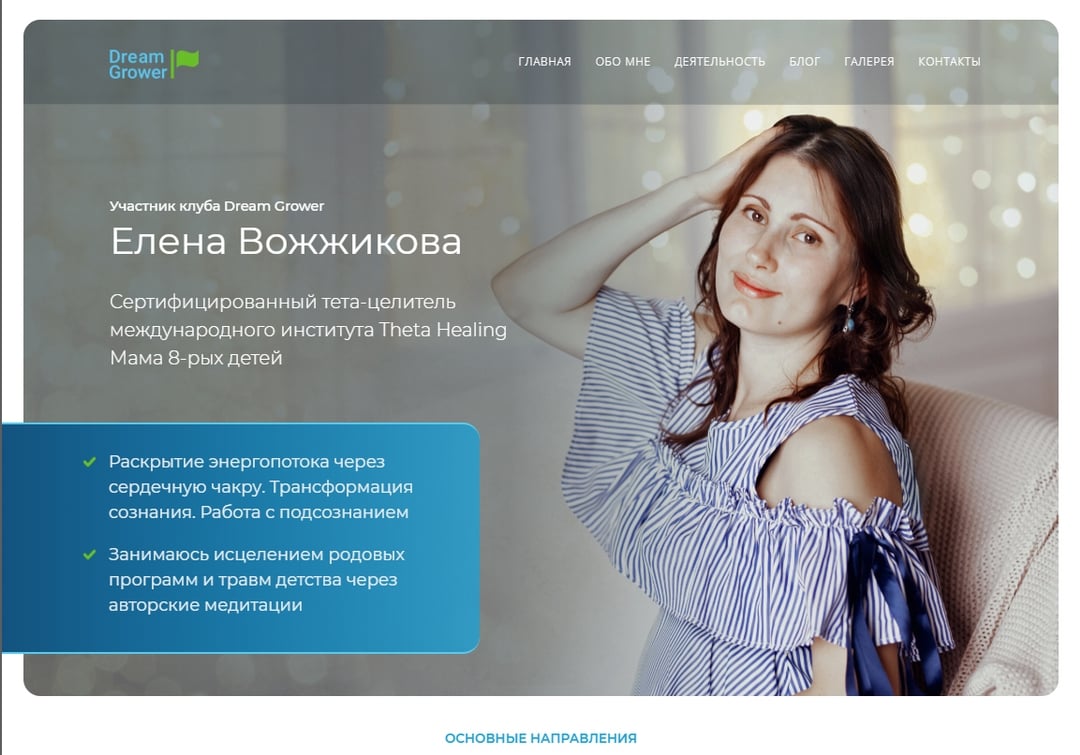 Dream
Grower
ГЛАВНАЯ ОБО МНЕ ДЕЯТЕЛЬНОСТЬ БЛОГ ГАЛЕРЕЯ КОНТАКТЫ
Участник клуба Dream Grower
Елена Вожжикова
Сертифицированный тета-целитель
международного института Theta Healing
Мама 8-рых детей
Раскрытие энергопотока через
сердечную чакру. Трансформация
сознания. Работа с подсознанием
Занимаюсь исцелением родовых
программ и травм детства через
авторские медитации
ОСНОВНЫЕ НАПРАВЛЕНИЯ